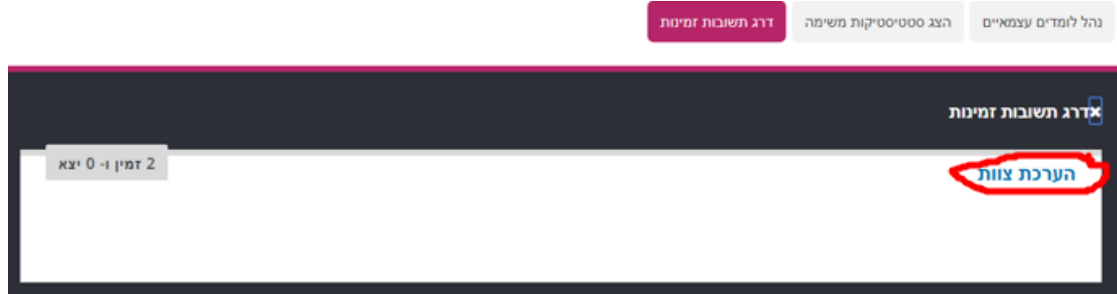 נהל לומדים עצמאיים
הצג סטטיסטיקות משימה
דרג תשובות זמינות
×דרג תשובות זמינות
הערכת צוות
2 זמין ו- 0 יצא